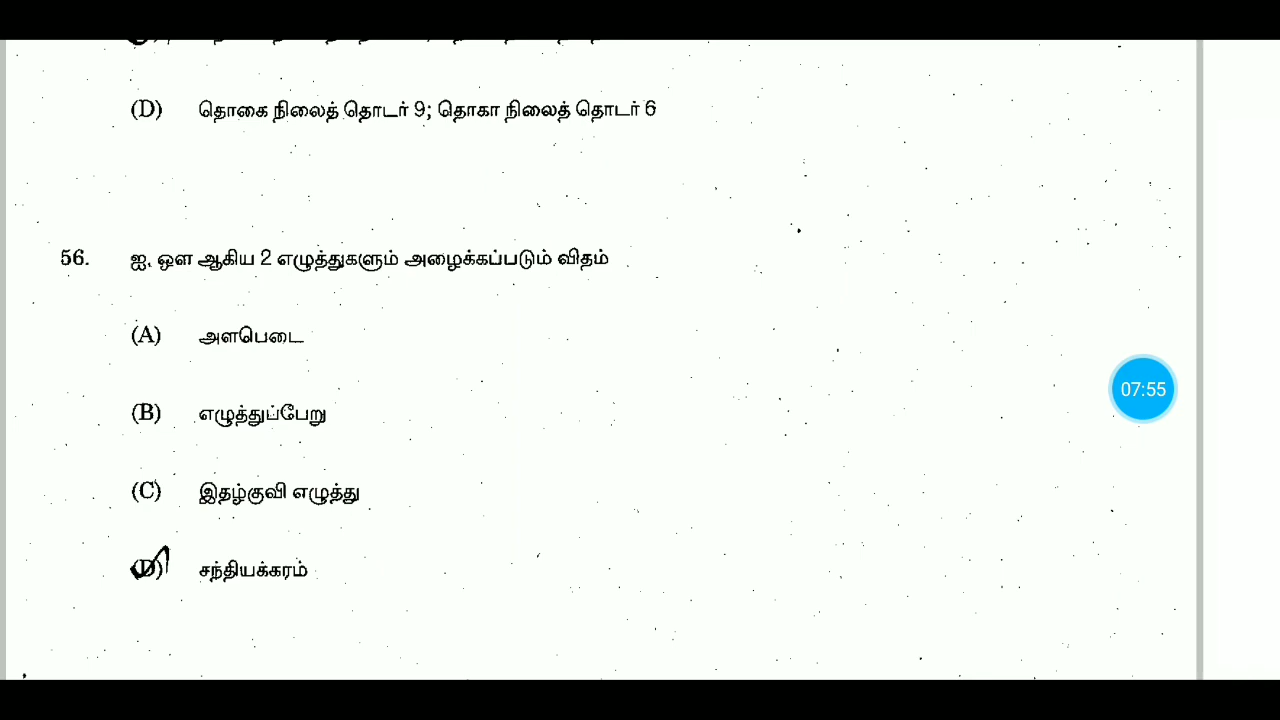 (D) தொகை நிலைத் தொடர் 9; தொகா நிலைத் தொடர் 6
56. ஐ, ஔ ஆகிய 2 எழுத்துகளும் அழைக்கப்படும் விதம்
(A) அளபெடை
(B) எழுத்துப்பேறு
07:55
(C) இதழ்குவி எழுத்து
(D) சந்தியக்கரம்